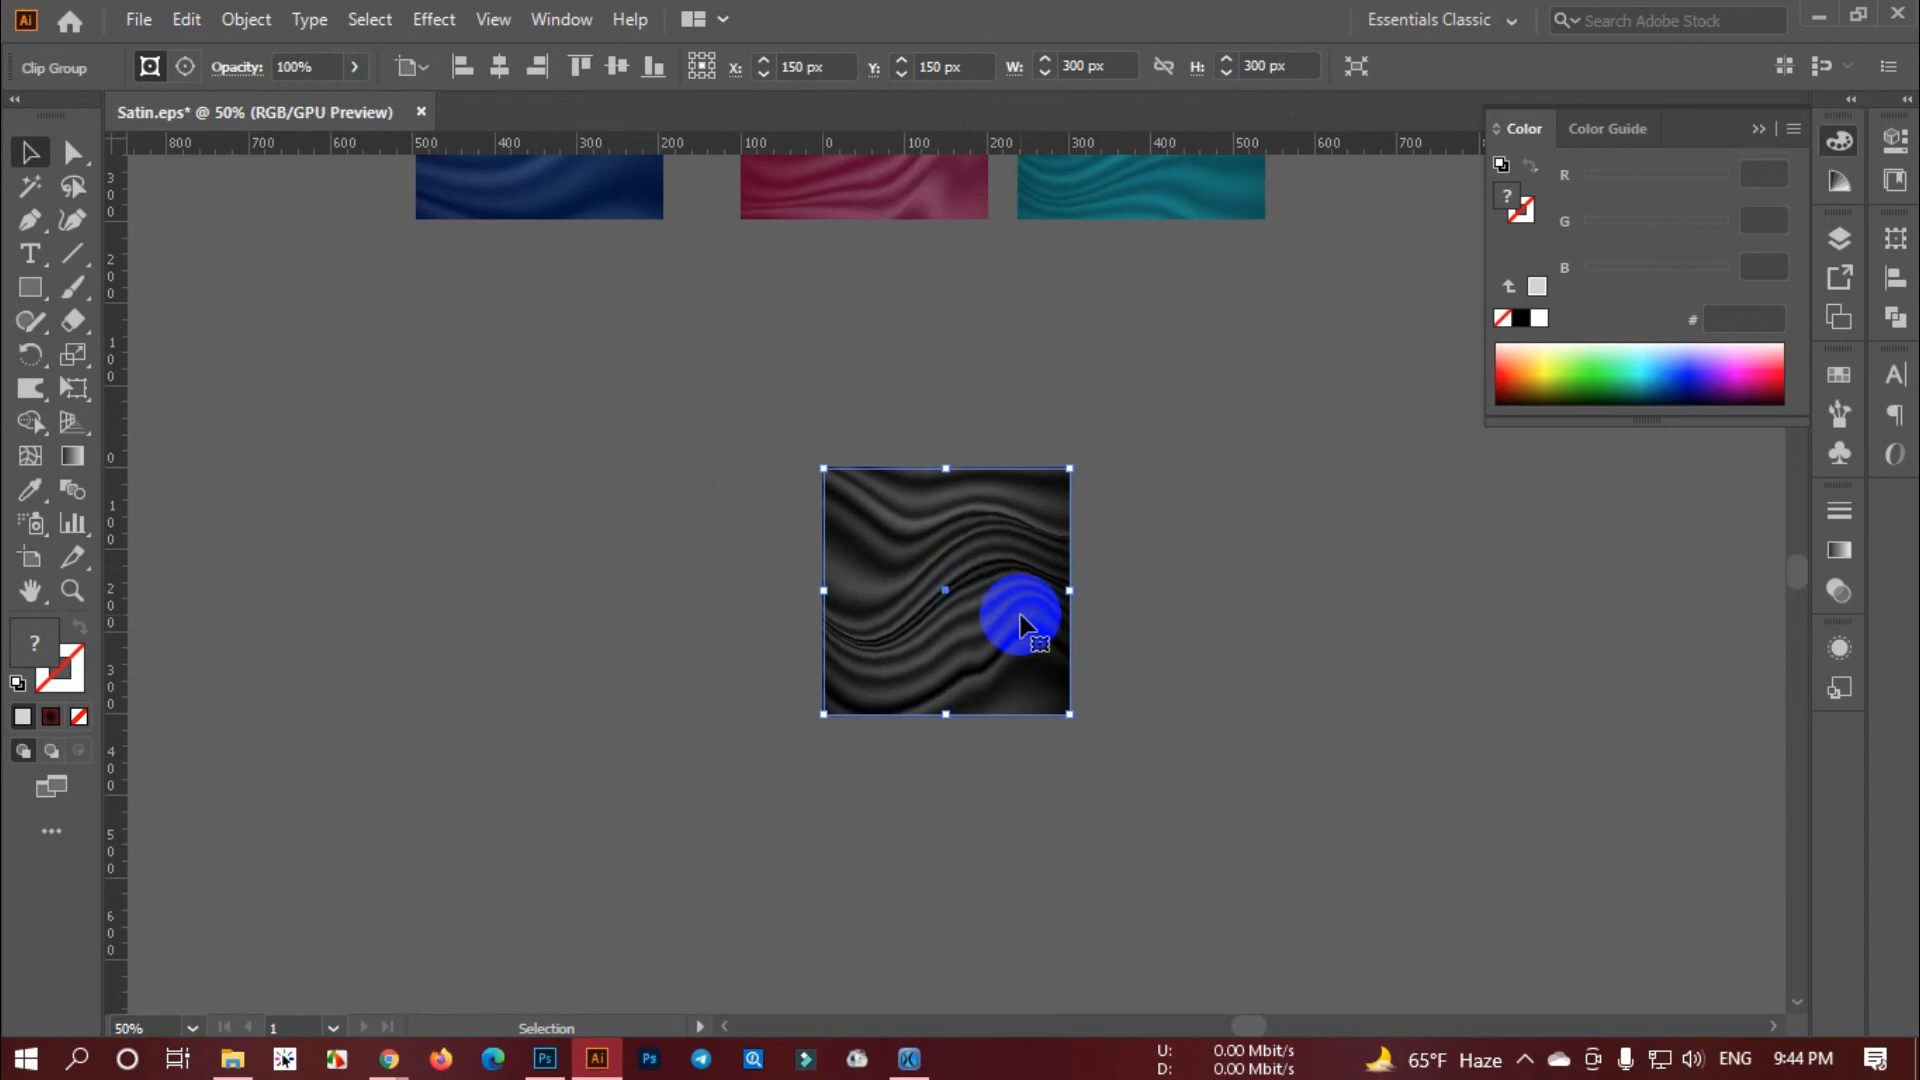 Ai File Edit Object Type Select Effect View Window Help Essentials Classic Search Adobe Stock
Clip Group Opacity: 100% X: 150 px Y: 150 px W: 300 px H: 300 px
Satin.eps* @ 50% (RGB/GPU Preview)
800 700 600 500 400 300 200 100 0 100 200 300 400 500 600 700
Color Color Guide
R
G
B
#
?
?
300
200
100
0
100
200
300
400
500
600
50% 1 Selection
Ps Ai Ps
U: 0.00 Mbit/s
D: 0.00 Mbit/s
65°F Haze ENG 9:44 PM